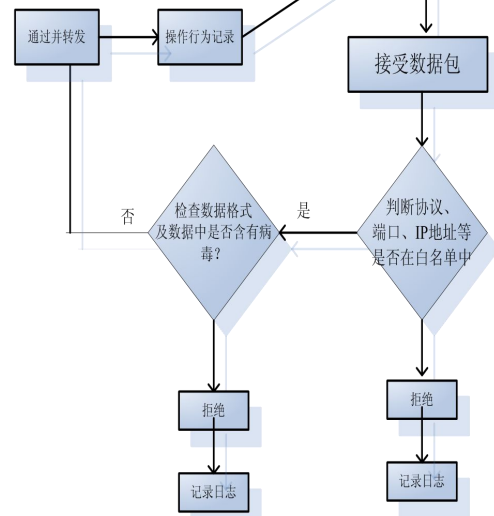 通过并转发
操作行为记录
接受数据包
否
检查数据格式
及数据中是否含有病
毒？
是
判断协议、
端口、IP地址等
是否在白名单中
拒绝
拒绝
记录日志
记录日志